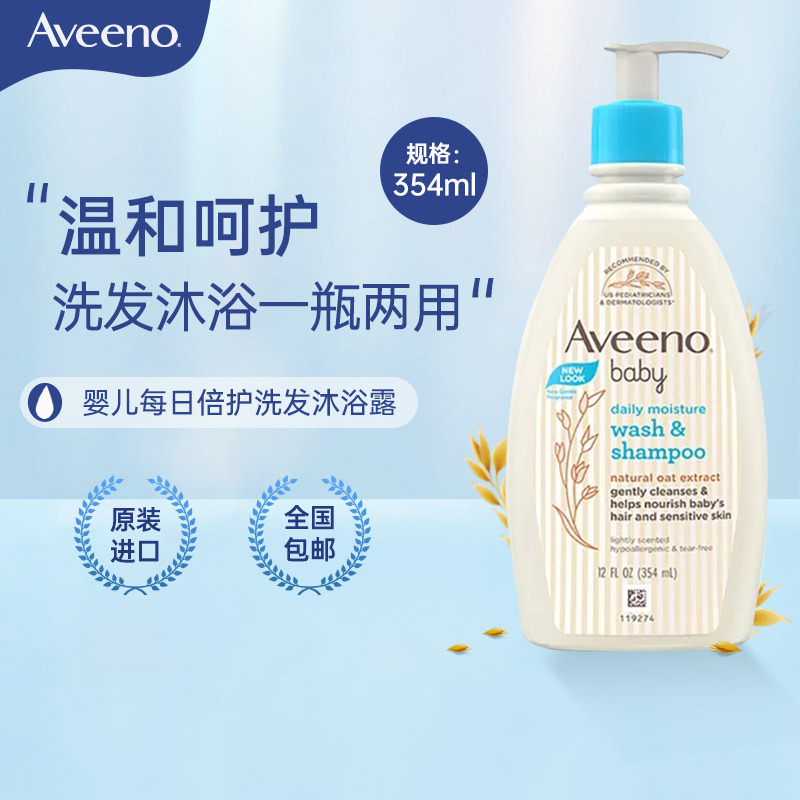 Aveeno.
规格：
354ml
"温和呵护
洗发沐浴一瓶两用"
婴儿每日倍护洗发沐浴露
原装
进口
全国
包邮
RECOMMENDED BY
US PEDIATRICIANS
& DERMATOLOGISTS*
Aveeno.
baby
NEW
LOOK
daily moisture
wash &
shampoo
natural oat extract
gently cleanses &
helps nourish baby's
hair and sensitive skin
lightly scented
hypoallergenic & tear-free
12 FL OZ (354 mL)
119274